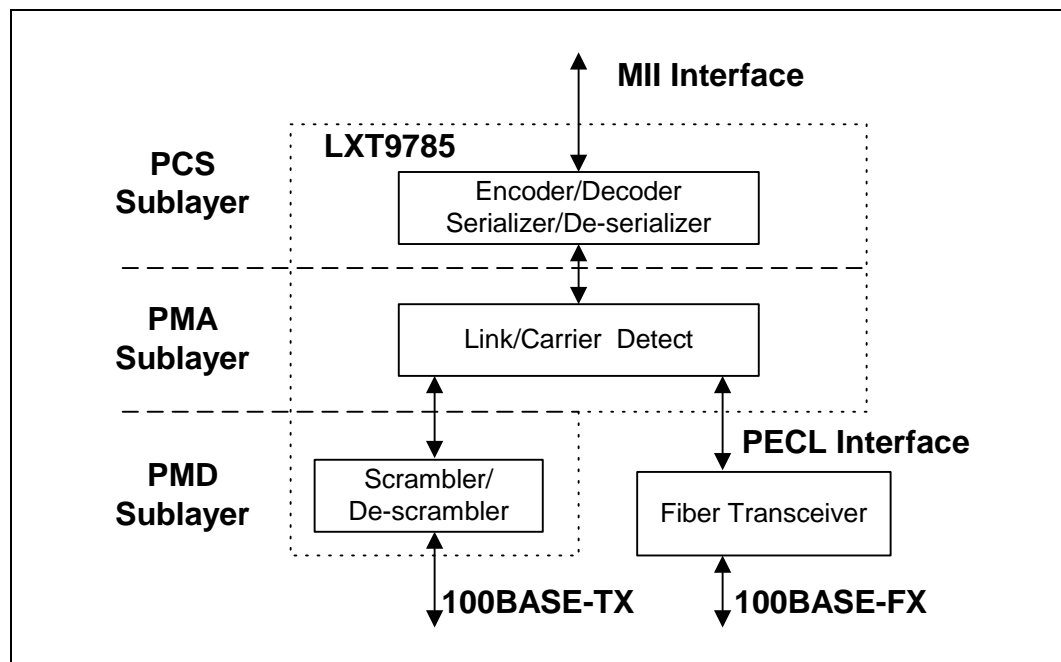 MII Interface
LXT9785
PCS
Sublayer
Encoder/Decoder
Serializer/De-serializer
PMA
Sublayer
Link/Carrier Detect
PECL Interface
PMD
Sublayer
Scrambler/
De-scrambler
Fiber Transceiver
100BASE-TX
100BASE-FX